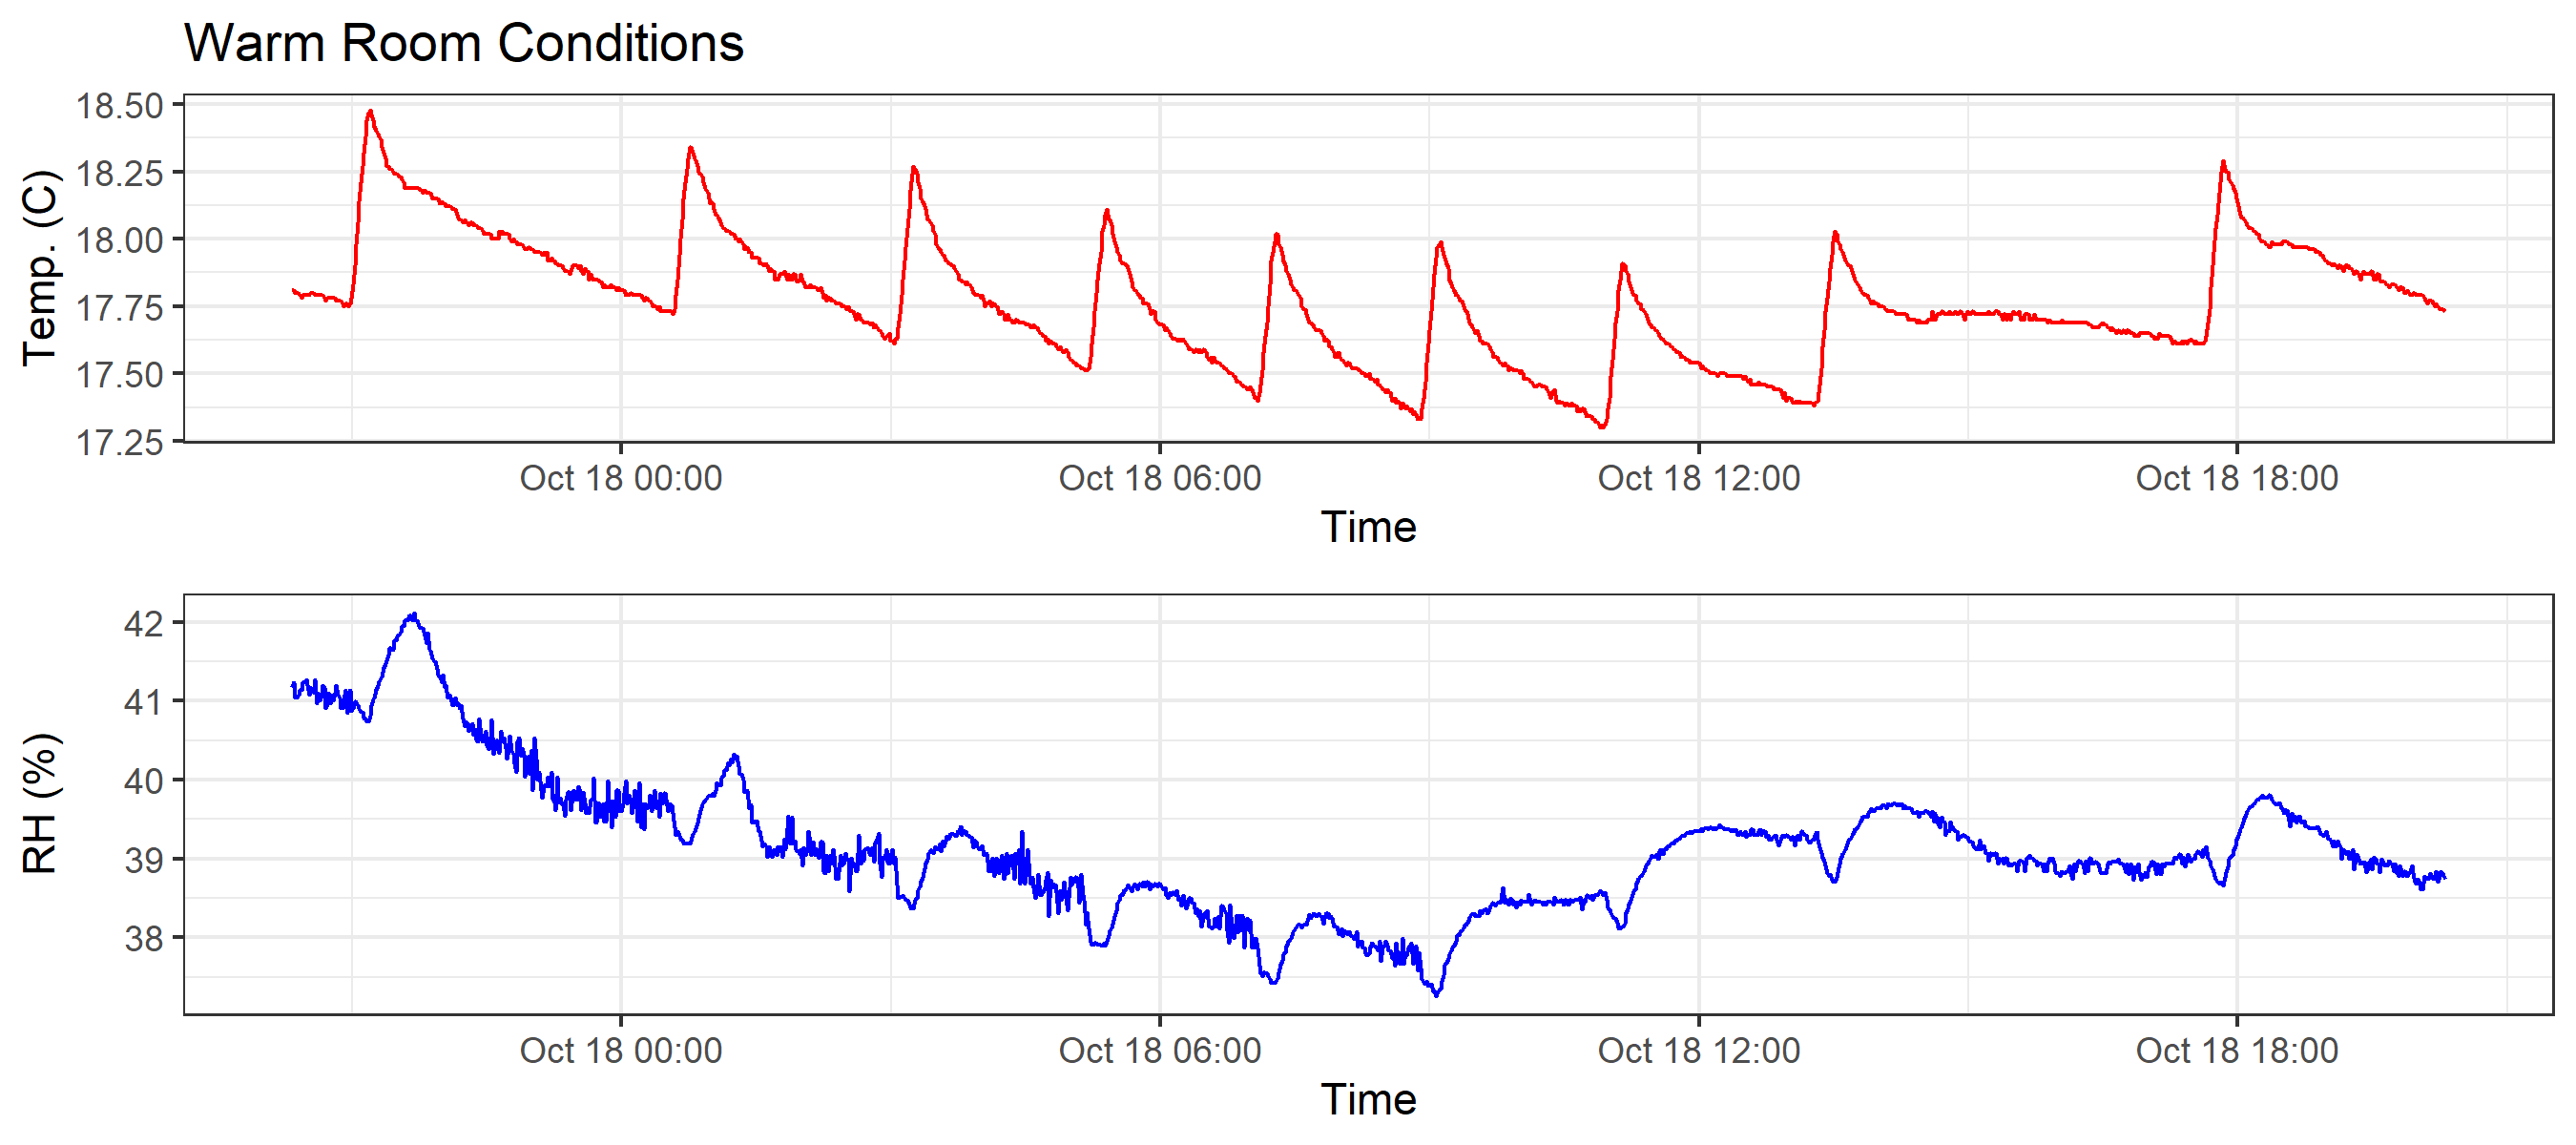 Warm Room Conditions
Temp. (C)
18.50
18.25
18.00
17.75
17.50
17.25
Oct 18 00:00 Oct 18 06:00 Oct 18 12:00 Oct 18 18:00
Time
RH (%)
42
41
40
39
38
Oct 18 00:00 Oct 18 06:00 Oct 18 12:00 Oct 18 18:00
Time